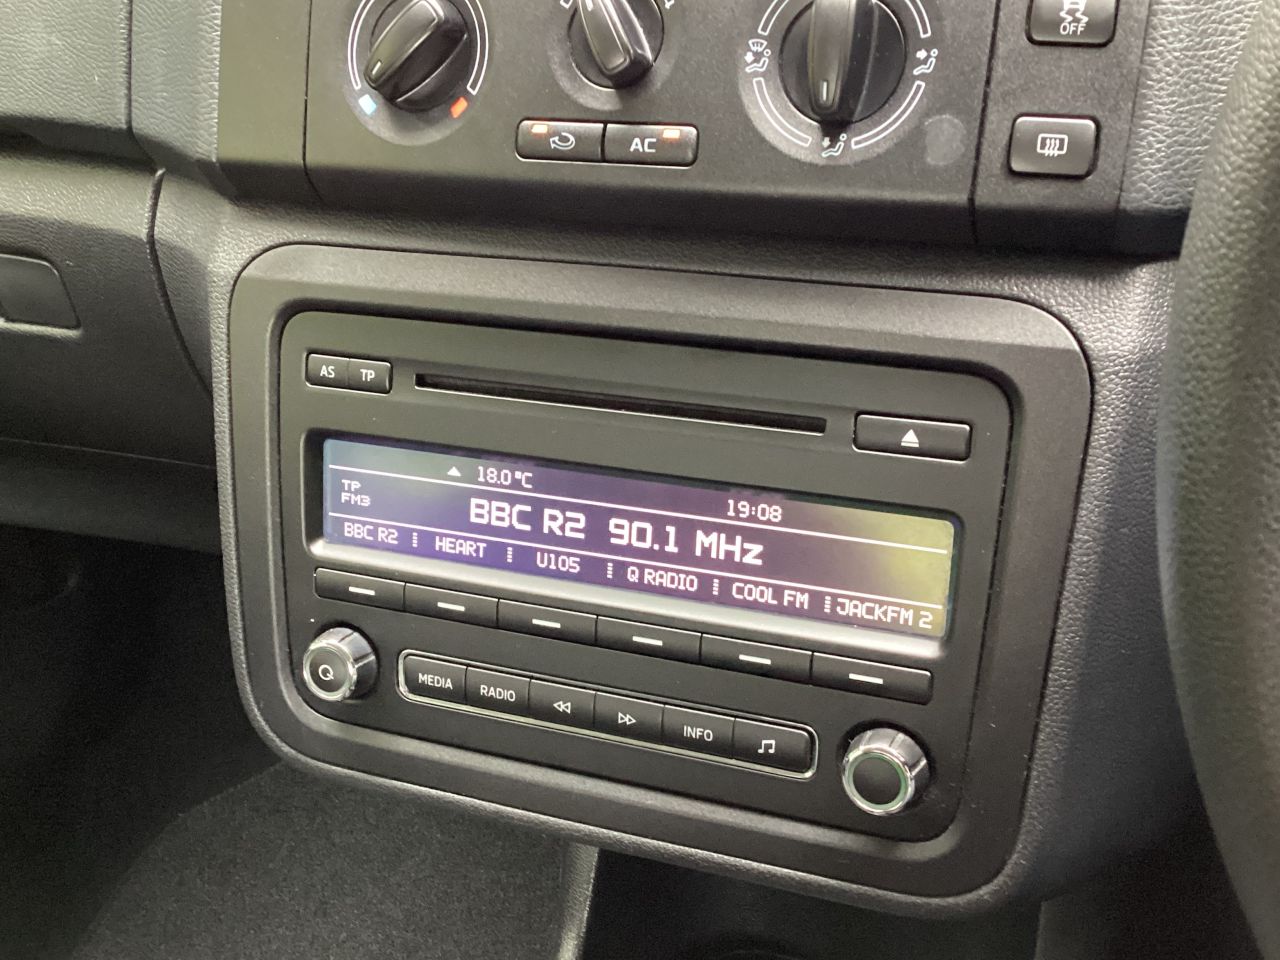 OFF
AC
AS TP
18.0 °C
19:08
TP
FM3
BBC R2 90.1 MHz
BBC R2 HEART U105 Q RADIO COOL FM JACKFM 2
MEDIA RADIO INFO